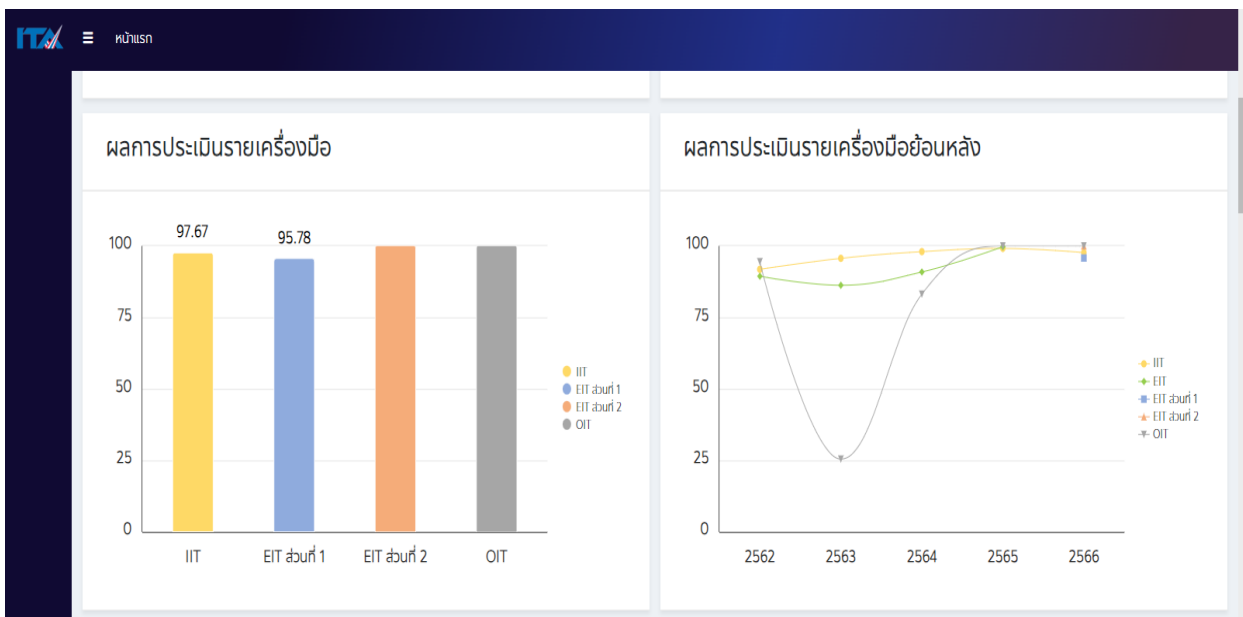 ITA ☰ หน้าแรก
ผลการประเมินรายเครื่องมือ
100
75
50
25
0
97.67
95.78
IIT
EIT ส่วนที่ 1
EIT ส่วนที่ 2
OIT
IIT
EIT ส่วนที่ 1
EIT ส่วนที่ 2
OIT
ผลการประเมินรายเครื่องมือย้อนหลัง
100
75
50
25
0
2562
2563
2564
2565
2566
IIT
EIT
EIT ส่วนที่ 1
EIT ส่วนที่ 2
OIT